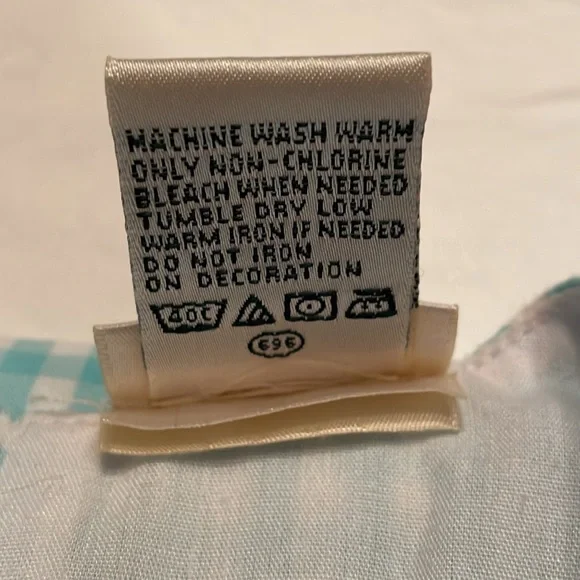 MACHINE WASH WARM
ONLY NON-CHLORINE
BLEACH WHEN NEEDED
TUMBLE DRY LOW
WARM IRON IF NEEDED
DO NOT IRON
ON DECORATION
40C
696